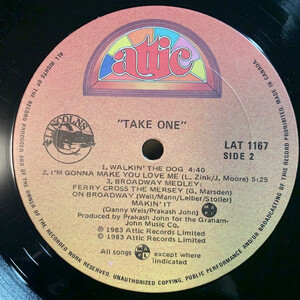 attic
LINCOLNS
"TAKE ONE"
LAT 1167
SIDE 2
1, WALKIN' THE DOG 4:40
2, I'M GONNA MAKE YOU LOVE ME (L. Zink/J, Moore) 5:25
3, BROADWAY MEDLEY:
FERRY CROSS THE MERSEY (G. Marsden)
ON BROADWAY (Weil/Mann/Leiber/Stoller)
MAKIN' IT
(Danny Weis/Prakash John)
Produced by Prakash John for the Graham-
John Music Co.
℗ 1983 Attic Records Limited
© 1983 Attic Records Limited
All songs except where
indicated
ALL RIGHTS OF THE RECORD PRODUCER AND OF THE OWNER OF THE RECORDED WORK RESERVED. UNAUTHORIZED COPYING, PUBLIC PERFORMANCE AND/OR BROADCASTING OF THIS RECORD PROHIBITED. MADE IN CANADA.